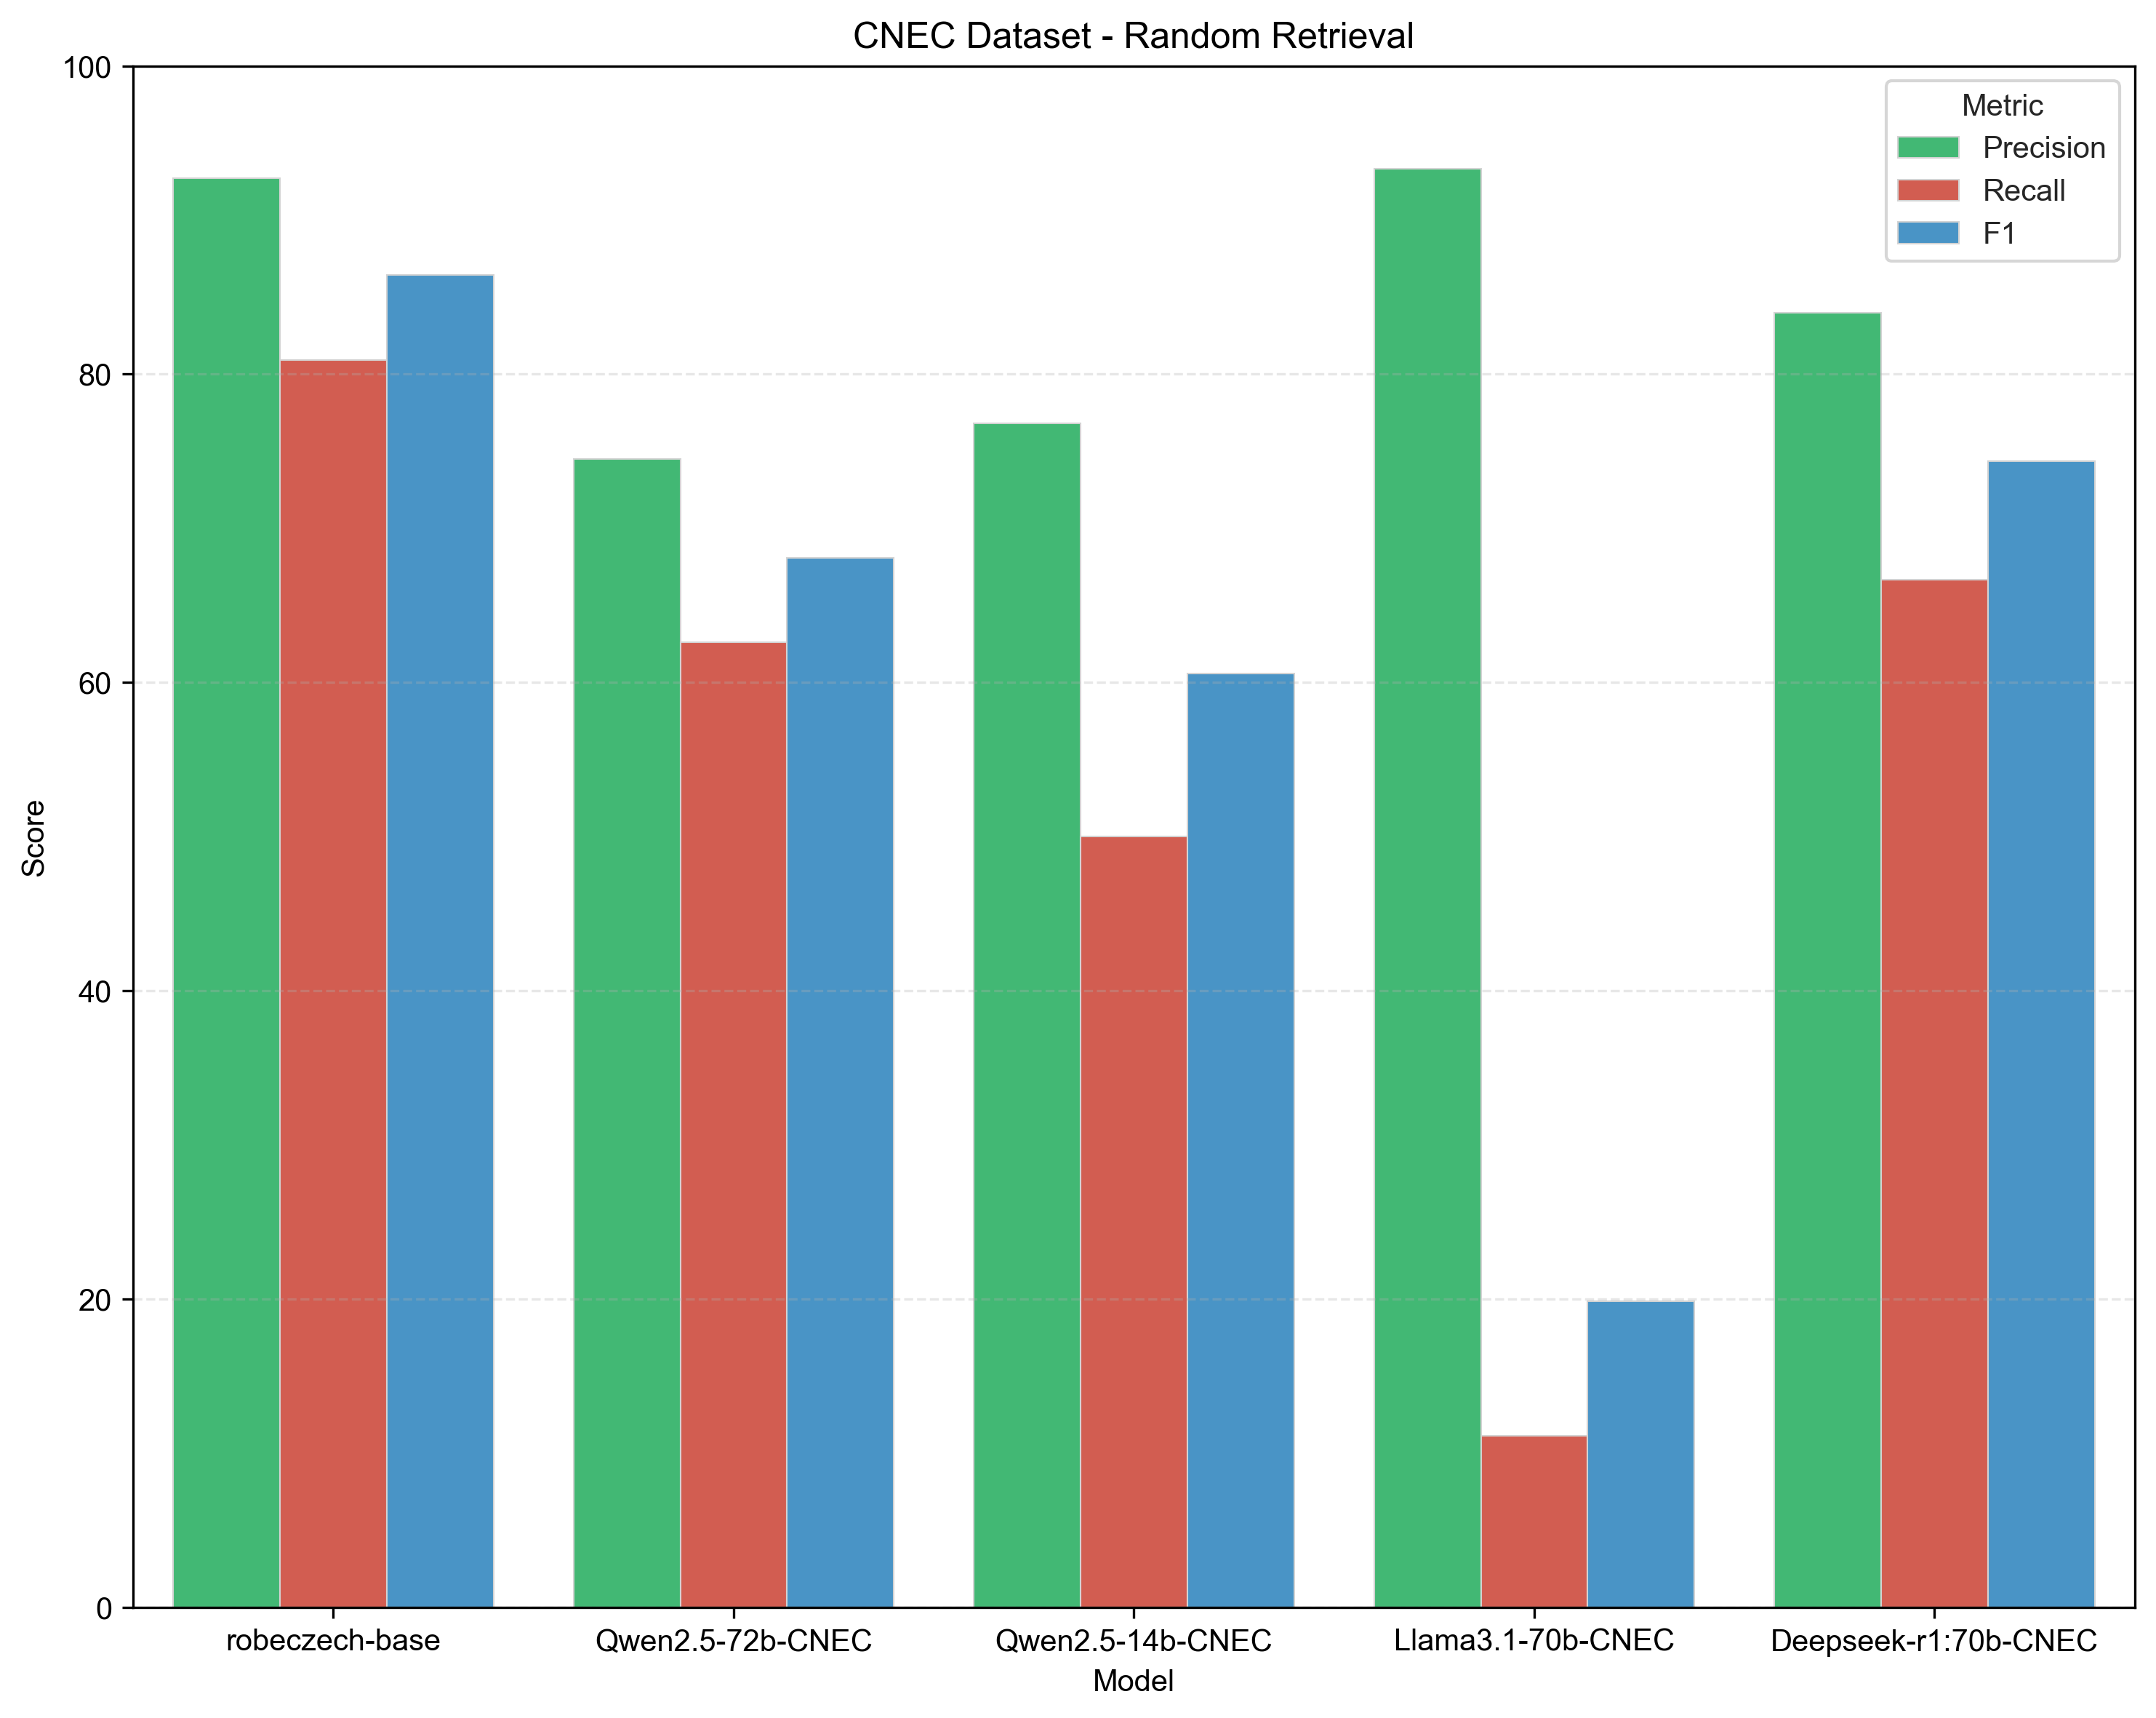 CNEC Dataset - Random Retrieval
100
80
60
40
20
0
Score
Metric
Precision
Recall
F1
robeczech-base
Qwen2.5-72b-CNEC
Qwen2.5-14b-CNEC
Llama3.1-70b-CNEC
Deepseek-r1:70b-CNEC
Model